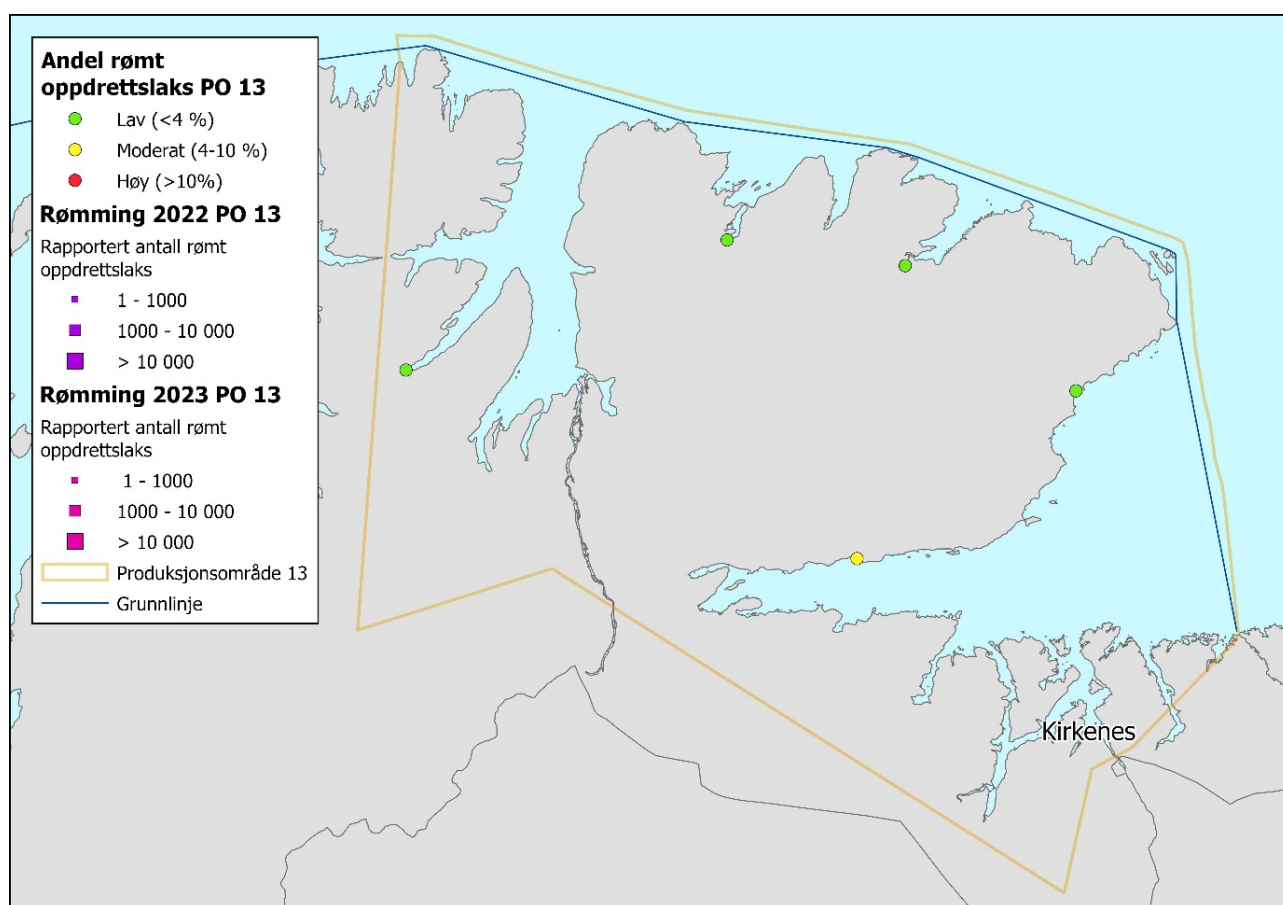 Andel rømt
oppdrettslaks PO 13
Lav (<4 %)
Moderat (4-10 %)
Høy (>10%)
Rømming 2022 PO 13
Rapportert antall rømt
oppdrettslaks
1 - 1000
1000 - 10 000
> 10 000
Rømming 2023 PO 13
Rapportert antall rømt
oppdrettslaks
1 - 1000
1000 - 10 000
> 10 000
Produksjonsområde 13
Grunnlinje
Kirkenes